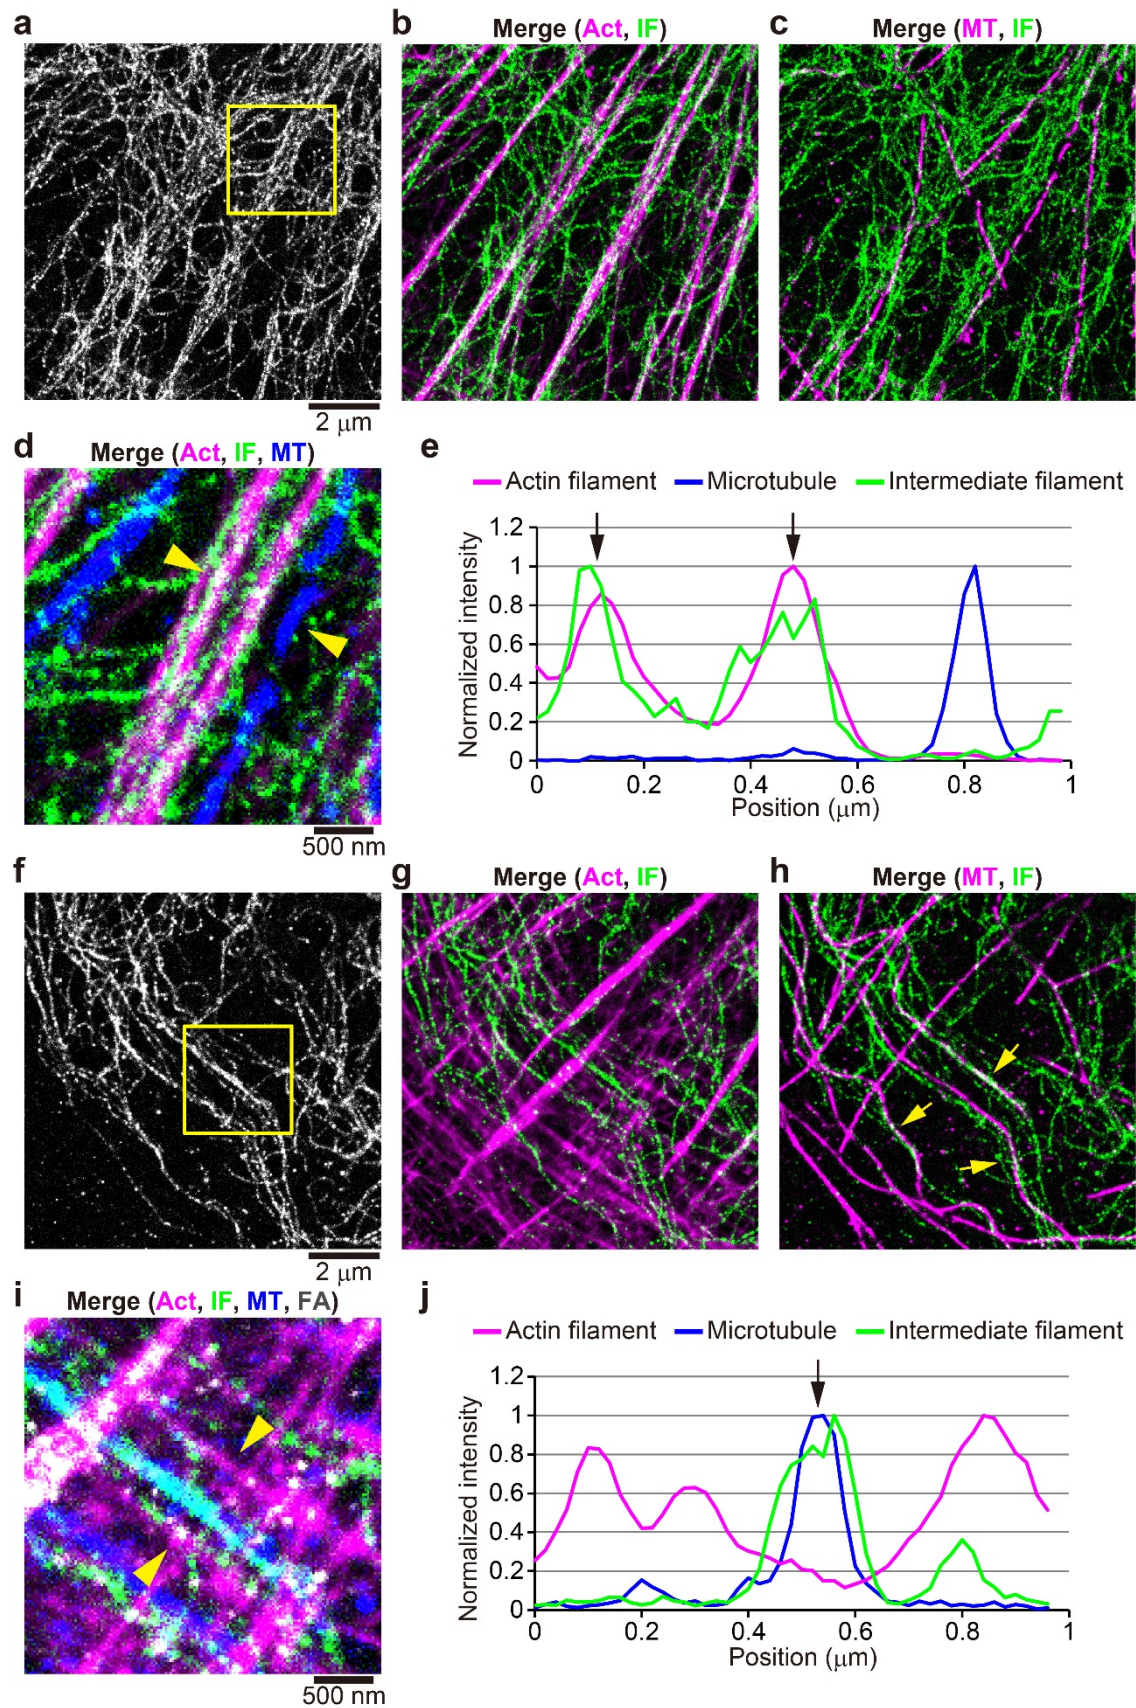 a
b Merge (Act, IF)
c Merge (MT, IF)
2 μm
d Merge (Act, IF, MT)
500 nm
e
Actin filament Microtubule Intermediate filament
Normalized intensity
1.2
1
0.8
0.6
0.4
0.2
0
0 0.2 0.4 0.6 0.8 1
Position (μm)
f
g Merge (Act, IF)
h Merge (MT, IF)
2 μm
i Merge (Act, IF, MT, FA)
500 nm
j
Actin filament Microtubule Intermediate filament
Normalized intensity
1.2
1
0.8
0.6
0.4
0.2
0
0 0.2 0.4 0.6 0.8 1
Position (μm)